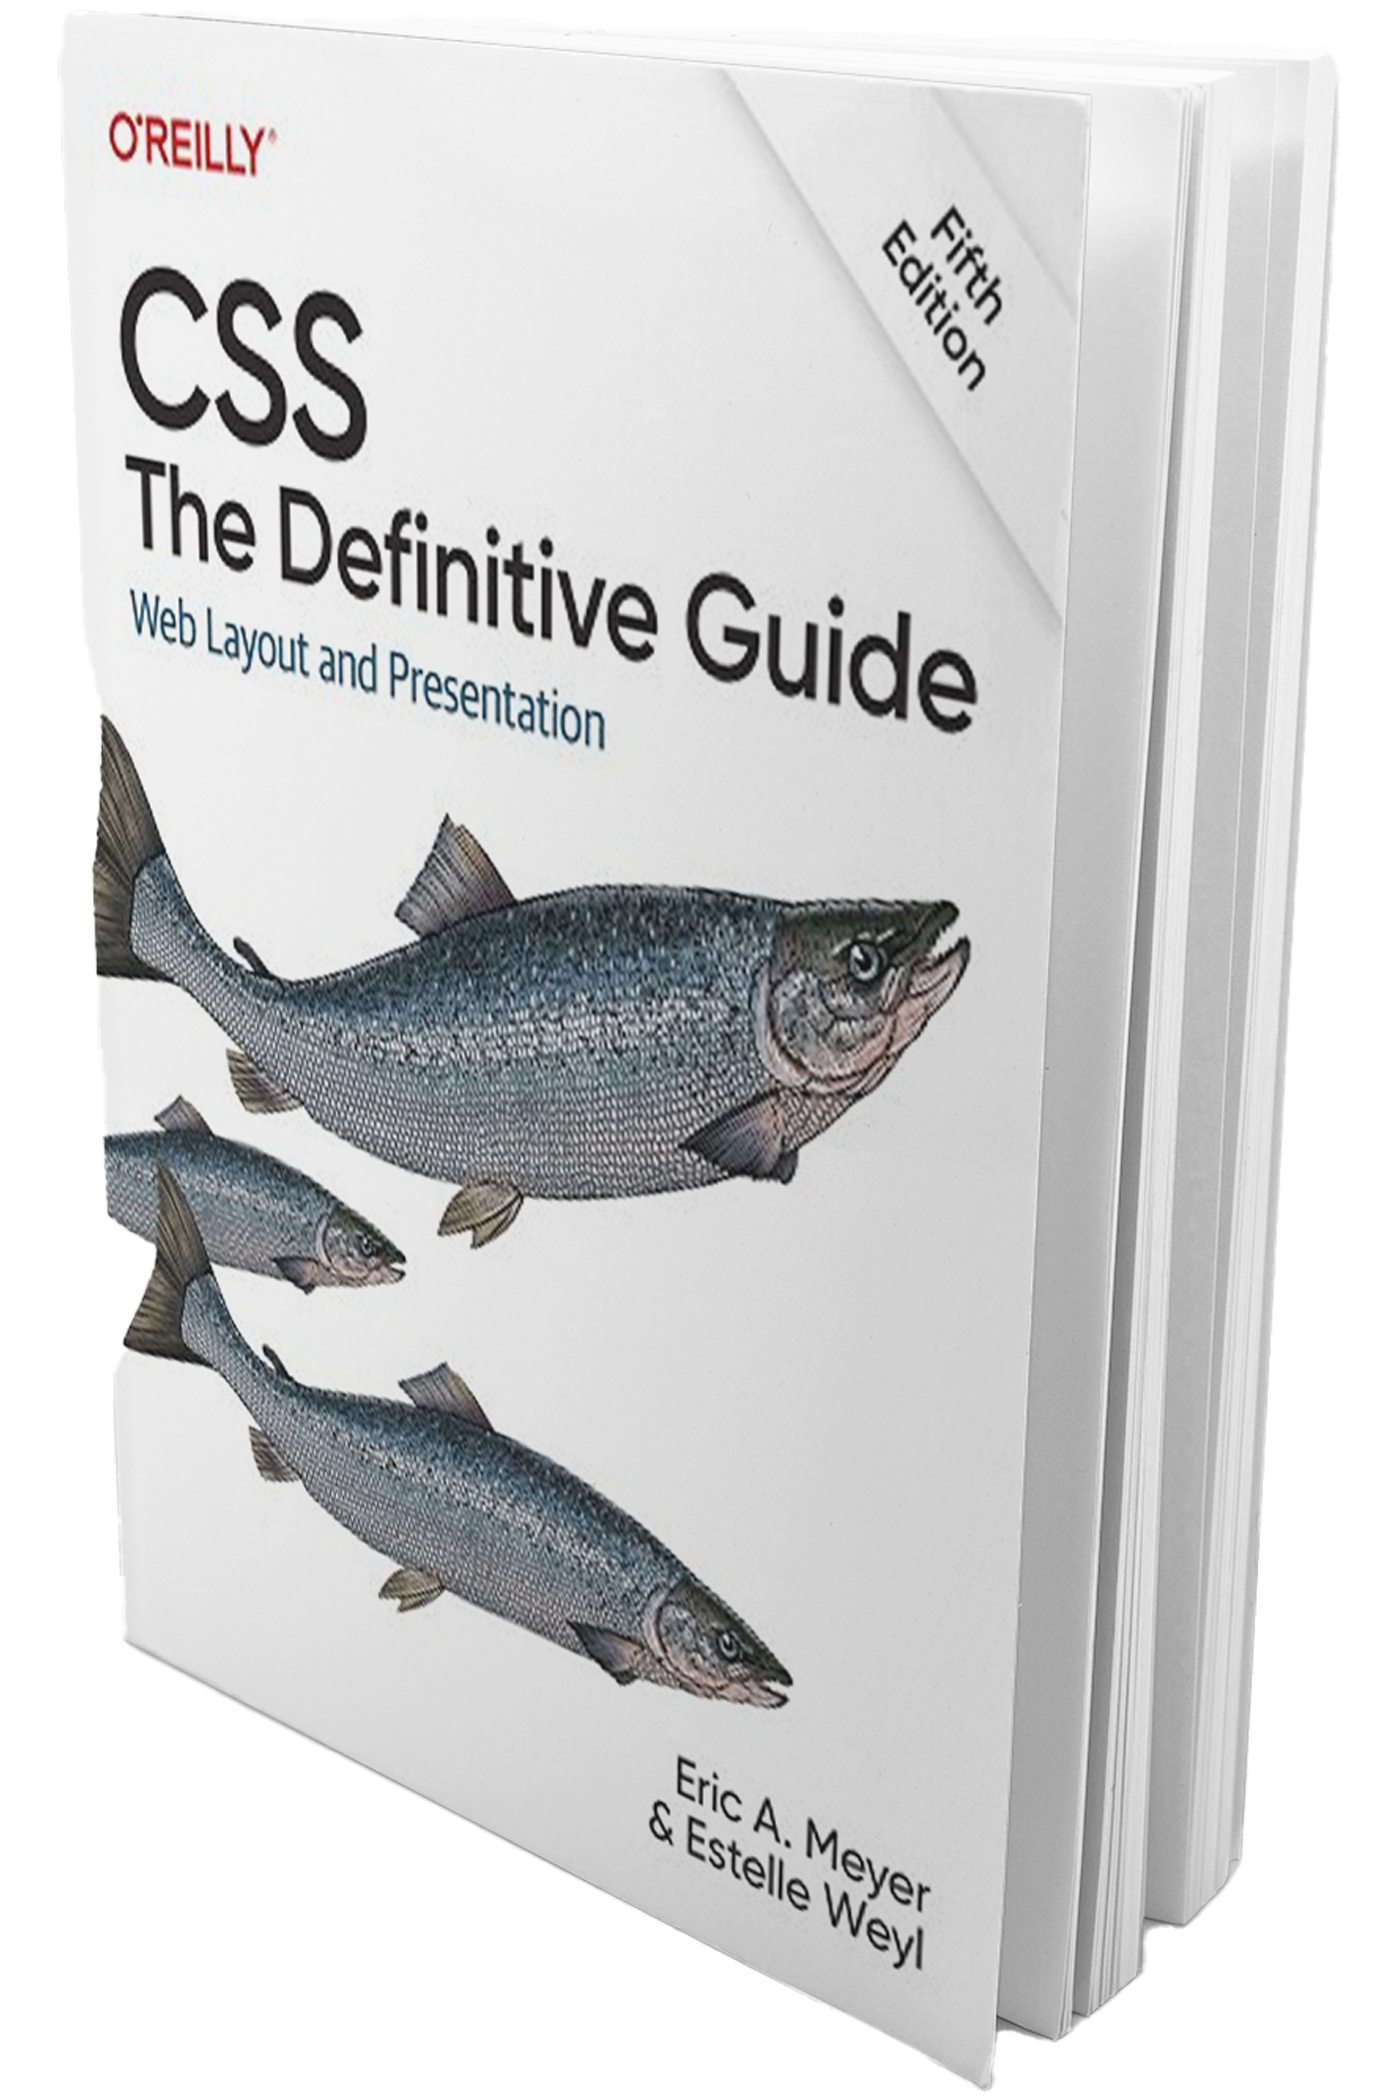 O'REILLY®
Fifth
Edition
CSS
The Definitive Guide
Web Layout and Presentation
Eric A. Meyer
& Estelle Weyl